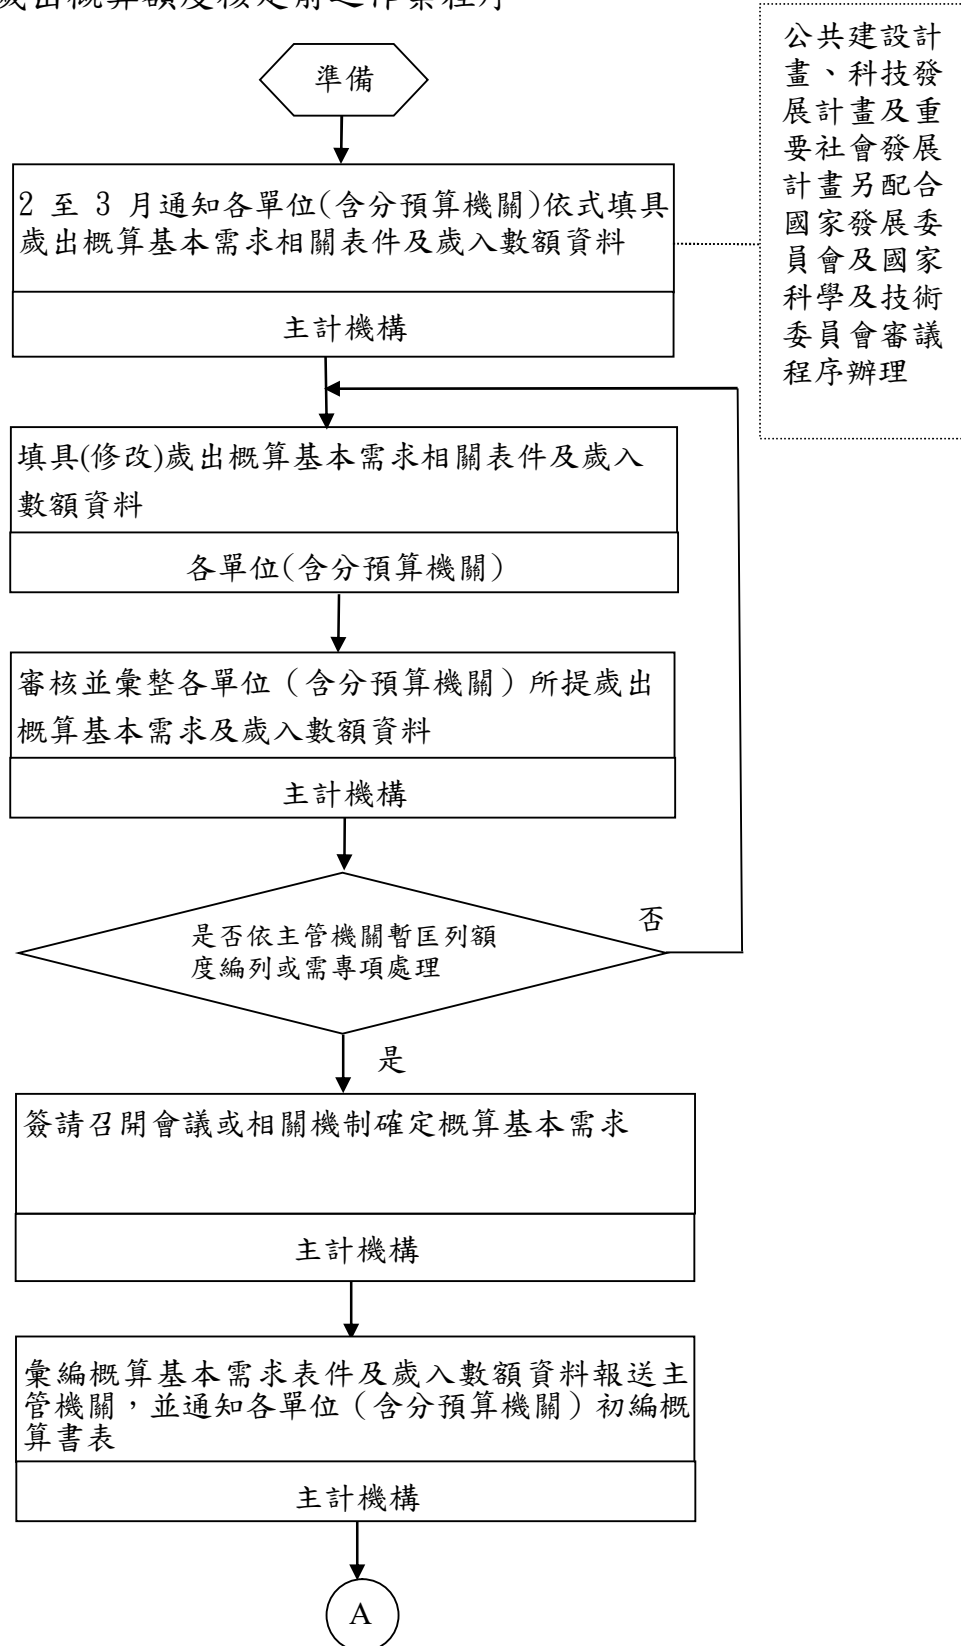 歲出概算額度核定前之作業程序
準備
公共建設計
畫、科技發
展計畫及重
要社會發展
計畫另配合
國家發展委
員會及國家
科學及技術
委員會審議
程序辦理
2 至 3 月通知各單位(含分預算機關)依式填具
歲出概算基本需求相關表件及歲入數額資料
主計機構
填具(修改)歲出概算基本需求相關表件及歲入
數額資料
各單位(含分預算機關)
審核並彙整各單位（含分預算機關）所提歲出
概算基本需求及歲入數額資料
主計機構
是否依主管機關暫匡列額
度編列或需專項處理
否
是
簽請召開會議或相關機制確定概算基本需求
主計機構
彙編概算基本需求表件及歲入數額資料報送主
管機關，並通知各單位（含分預算機關）初編概
算書表
主計機構
A